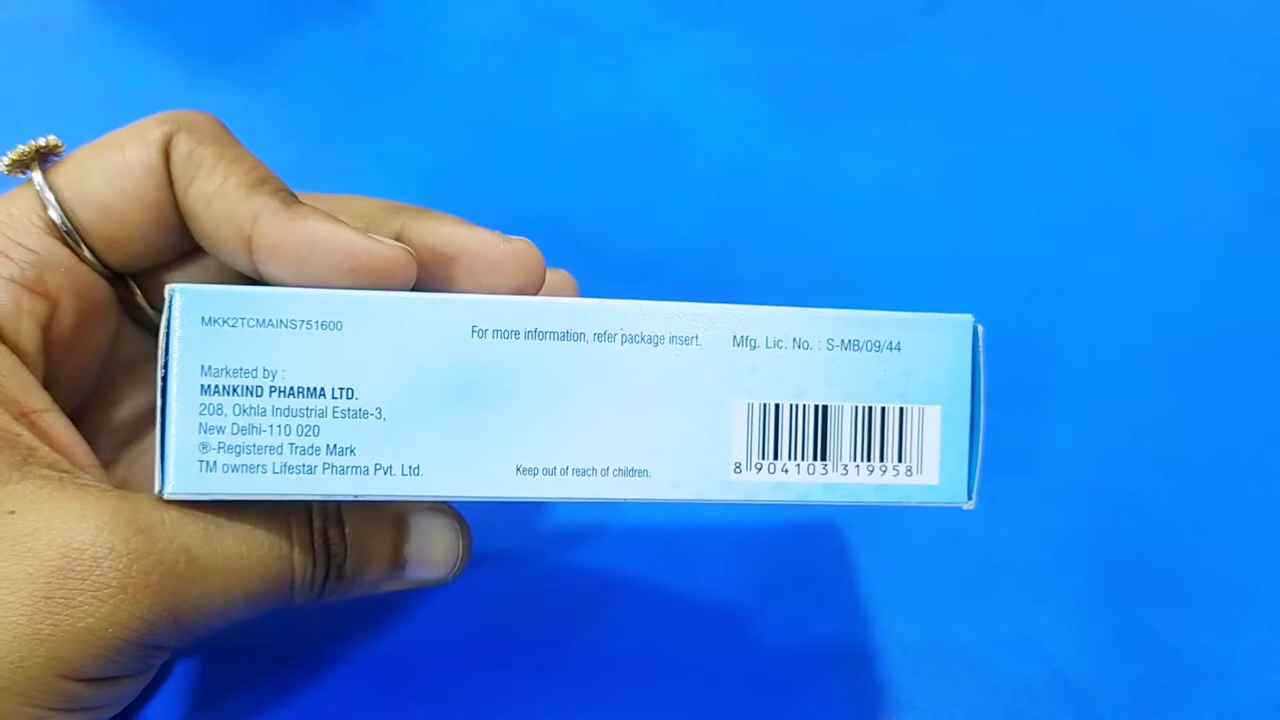 MKK2TCMAINS751600
For more information, refer package insert.
Mfg. Lic. No. : S-MB/09/44
Marketed by :
MANKIND PHARMA LTD.
208, Okhla Industrial Estate-3,
New Delhi-110 020
®-Registered Trade Mark
TM owners Lifestar Pharma Pvt. Ltd.
Keep out of reach of children.
8 904103 319958